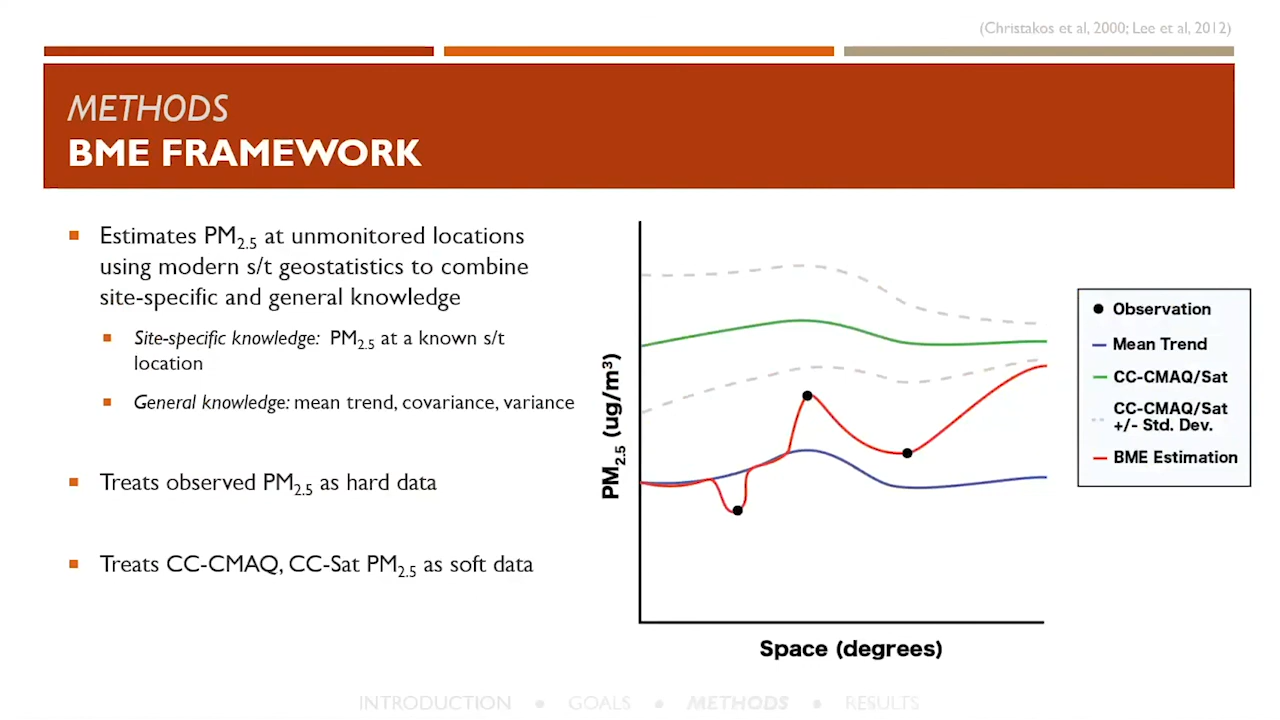 (Christakos et al, 2000; Lee et al, 2012)
METHODS
BME FRAMEWORK
Estimates PM2.5 at unmonitored locations
using modern s/t geostatistics to combine
site-specific and general knowledge
Site-specific knowledge: PM2.5 at a known s/t
location
General knowledge: mean trend, covariance, variance
Treats observed PM2.5 as hard data
Treats CC-CMAQ, CC-Sat PM2.5 as soft data
PM2.5 (ug/m³)
Space (degrees)
Observation
Mean Trend
CC-CMAQ/Sat
CC-CMAQ/Sat
+/- Std. Dev.
BME Estimation
INTRODUCTION • GOALS • METHODS • RESULTS